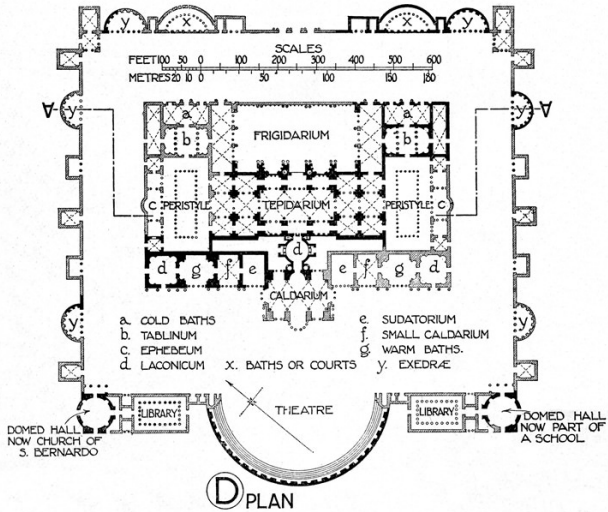 y x y
x y
SCALES
FEET 100 50 0 100 200 300 400 500 600
METRES 20 10 0 50 100 150 180
a a
A y FRIGIDARIUM y A
b b
c PERISTYLE TEPIDARIUM PERISTYLE c
d
d g f e e f g d
CALDARIUM
y y
a. COLD BATHS
b. TABLINUM
c. EPHEBEUM
d LACONICUM
e. SUDATORIUM
f. SMALL CALDARIUM
g. WARM BATHS.
x. BATHS OR COURTS
y. EXEDRÆ
LIBRARY THEATRE LIBRARY
DOMED HALL
NOW CHURCH OF
S. BERNARDO
DOMED HALL
NOW PART OF
A SCHOOL
D PLAN